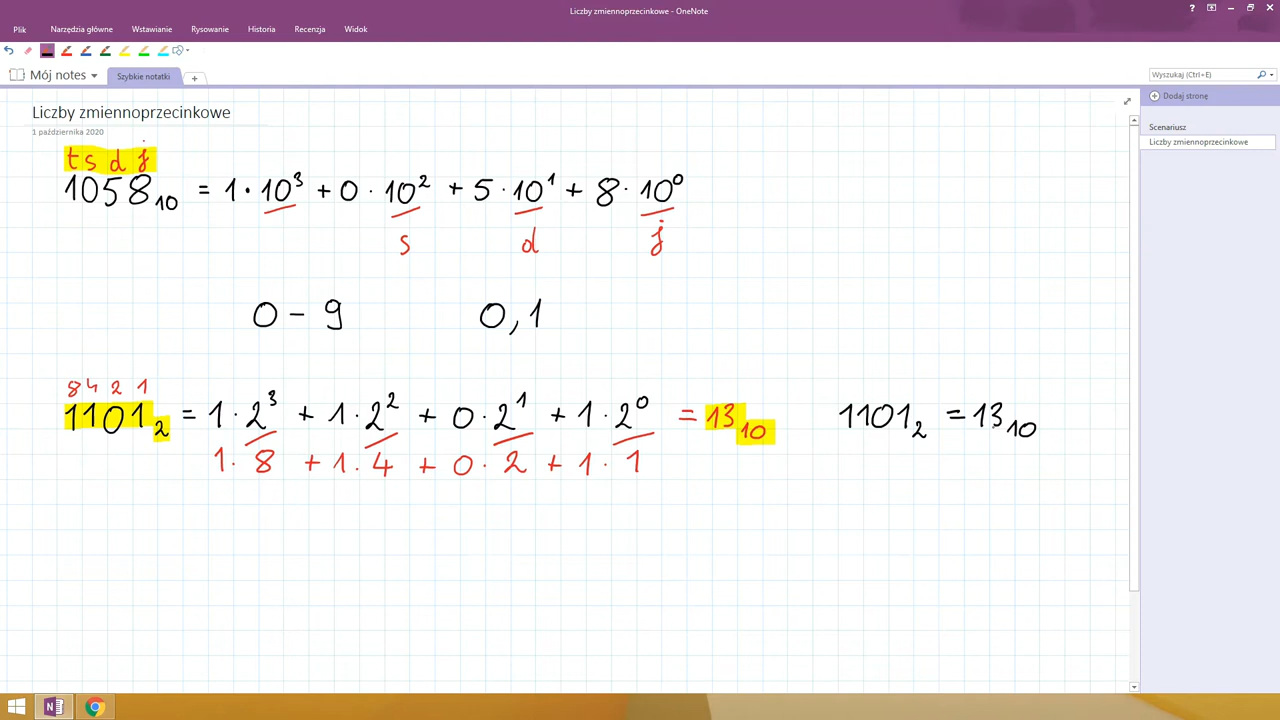 Liczby zmiennoprzecinkowe - OneNote
Plik Narzędzia główne Wstawianie Rysowanie Historia Recenzja Widok
Mój notes Szybkie notatki
Wyszukaj (Ctrl+E)
Dodaj stronę
Scenariusz
Liczby zmiennoprzecinkowe
Liczby zmiennoprzecinkowe
1 października 2020
t s d j
1058₁₀ = 1·10³ + 0·10² + 5·10¹ + 8·10⁰
s d j
0 – 9 0,1
8 4 2 1
1101₂ = 1·2³ + 1·2² + 0·2¹ + 1·2⁰ = 13₁₀ 1101₂ = 13₁₀
1·8 + 1·4 + 0·2 + 1·1